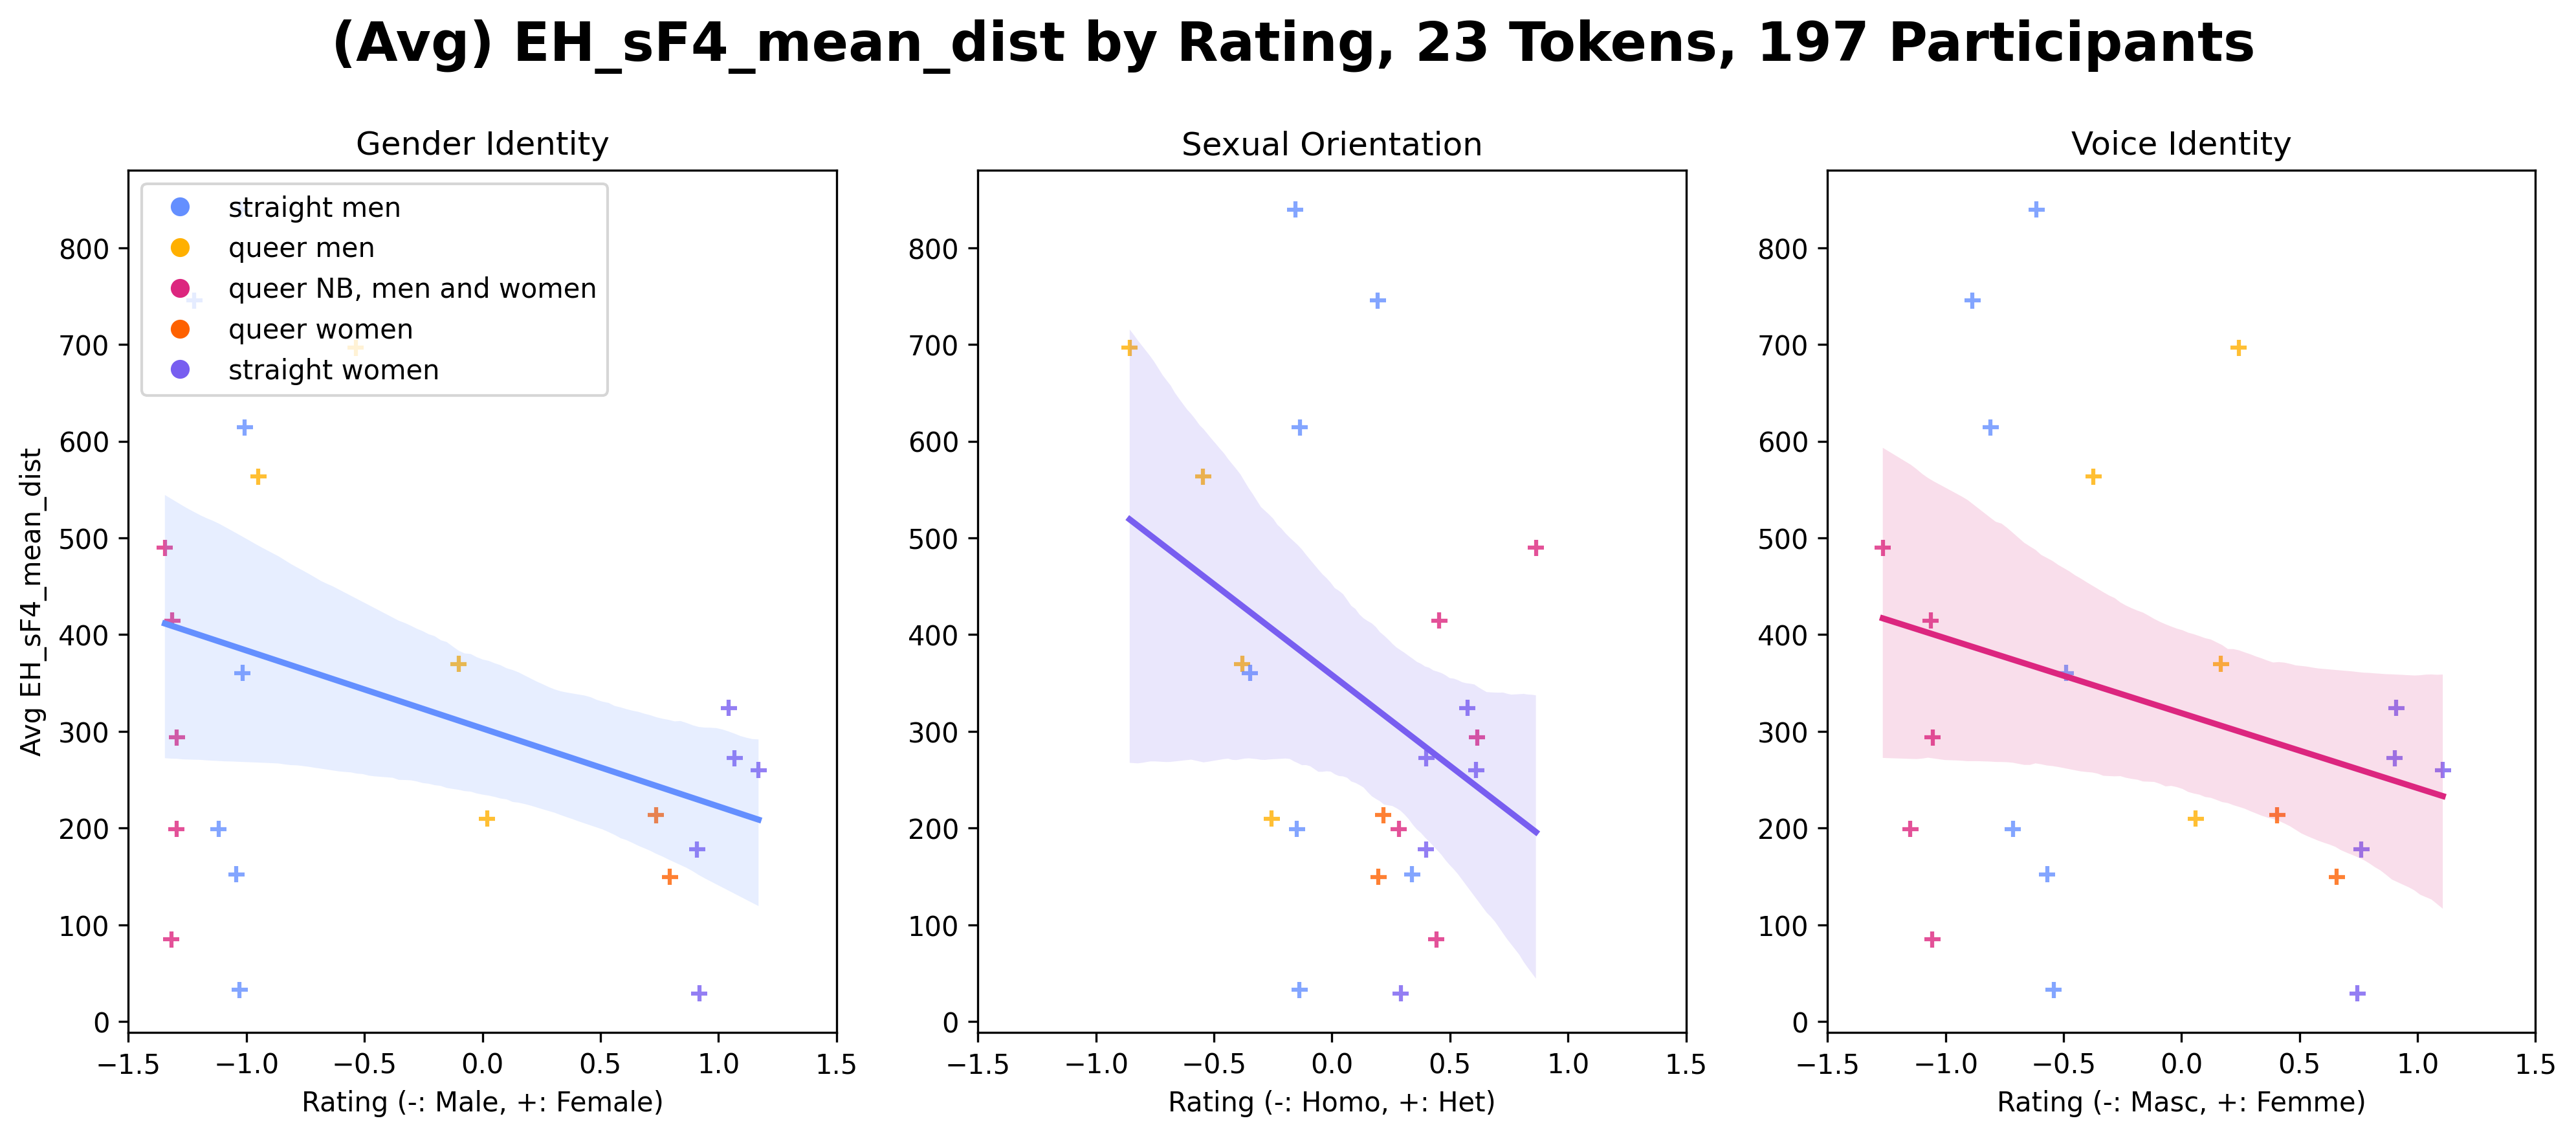 (Avg) EH_sF4_mean_dist by Rating, 23 Tokens, 197 Participants
Gender Identity
straight men
queer men
queer NB, men and women
queer women
straight women
Avg EH_sF4_mean_dist
800
700
600
500
400
300
200
100
0
−1.5 −1.0 −0.5 0.0 0.5 1.0 1.5
Rating (-: Male, +: Female)
Sexual Orientation
800
700
600
500
400
300
200
100
0
−1.5 −1.0 −0.5 0.0 0.5 1.0 1.5
Rating (-: Homo, +: Het)
Voice Identity
800
700
600
500
400
300
200
100
0
−1.5 −1.0 −0.5 0.0 0.5 1.0 1.5
Rating (-: Masc, +: Femme)